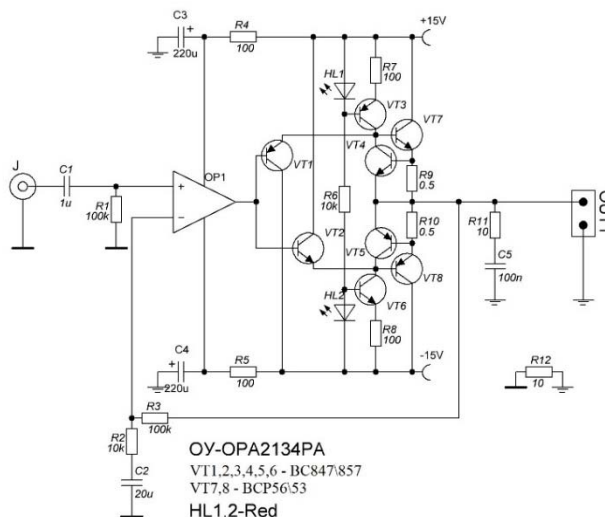 C3
220u
R4
100
+15V
R7
100
HL1
VT3
VT7
VT4
J
C1
1u
OP1
VT1
R1
100k
R6
10k
R9
0.5
R10
0.5
R11
10
OUT
VT2
VT5
VT8
C5
100n
HL2
VT6
R8
100
C4
220u
R5
100
-15V
R12
10
R3
100k
R2
10k
C2
20u
ОУ-OPA2134PA
VT1,2,3,4,5,6 - BC847\857
VT7,8 - BCP56\53
HL1,2-Red